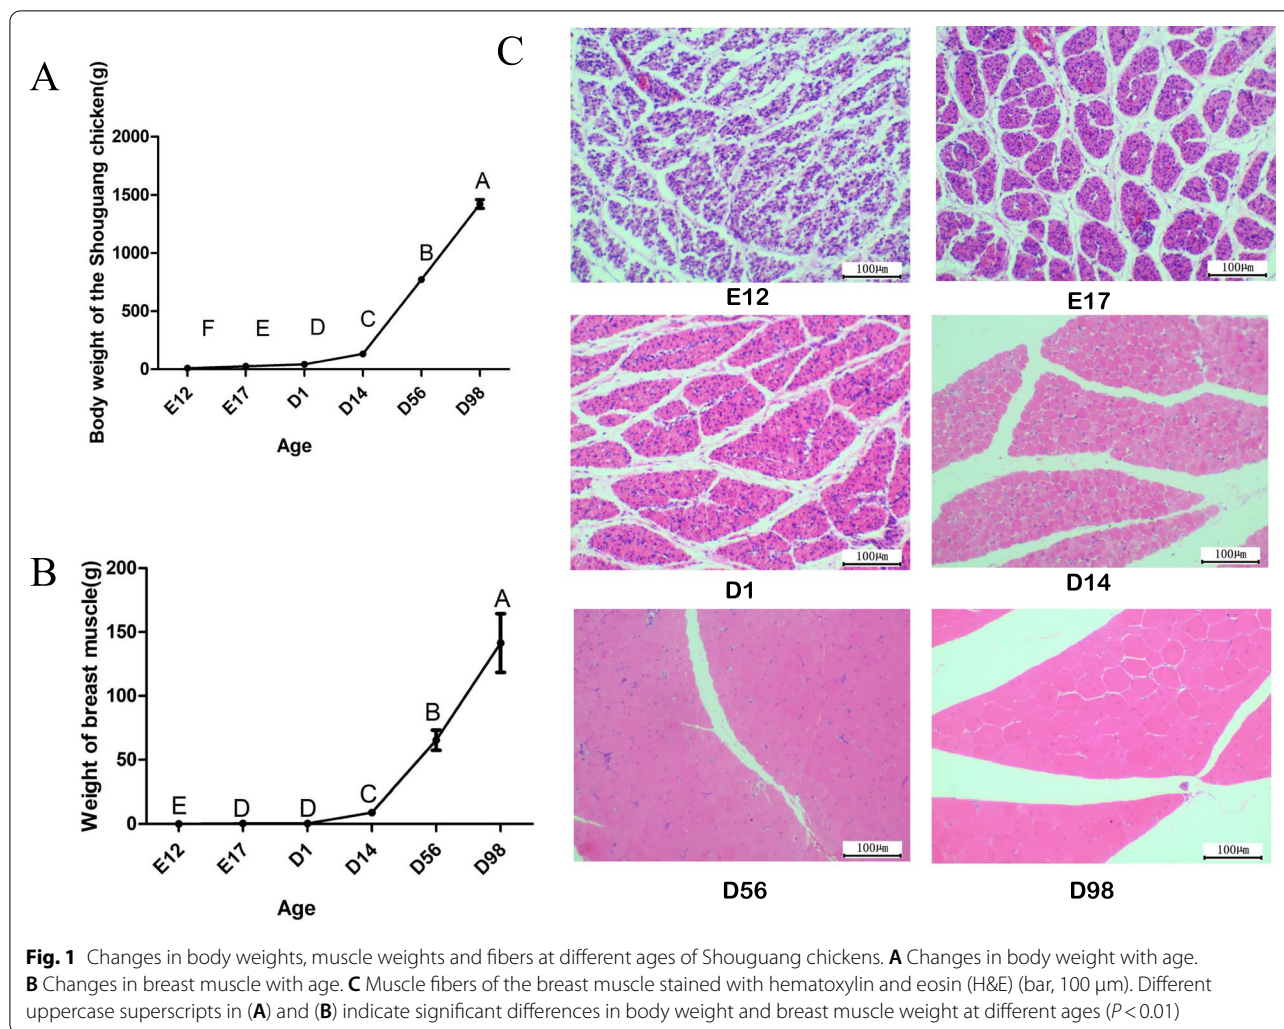 A
Body weight of the Shouguang chicken(g)
2000
1500
1000
500
0
F
E
D
C
B
A
E12
E17
D1
D14
D56
D98
Age
B
Weight of breast muscle(g)
200
150
100
50
0
E
D
D
C
B
A
E12
E17
D1
D14
D56
D98
Age
C
100μm
100μm
E12
E17
100μm
100μm
D1
D14
100μm
100μm
D56
D98
Fig. 1 Changes in body weights, muscle weights and fibers at different ages of Shouguang chickens. A Changes in body weight with age.
B Changes in breast muscle with age. C Muscle fibers of the breast muscle stained with hematoxylin and eosin (H&E) (bar, 100 μm). Different
uppercase superscripts in (A) and (B) indicate significant differences in body weight and breast muscle weight at different ages (P < 0.01)